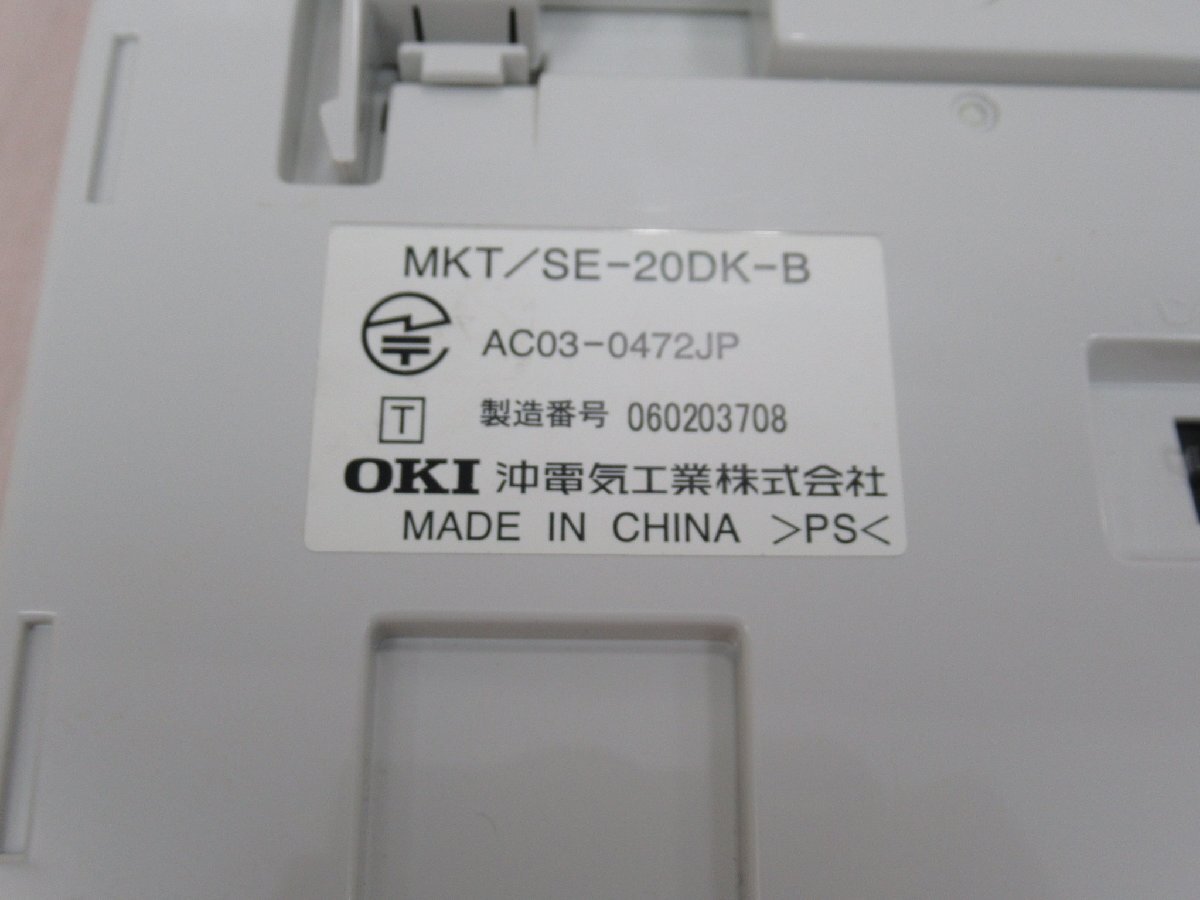 MKT/SE-20DK-B
AC03-0472JP
T 製造番号 060203708
OKI 沖電気工業株式会社
MADE IN CHINA >PS<